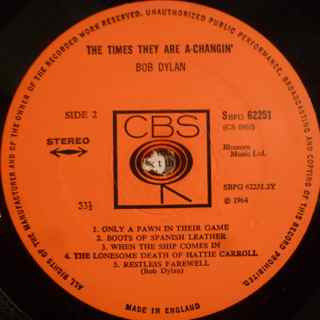 ALL RIGHTS OF THE MANUFACTURER AND OF THE OWNER OF THE RECORDED WORK RESERVED. UNAUTHORISED PUBLIC PERFORMANCE, BROADCASTING AND COPYING OF THIS RECORD PROHIBITED.
THE TIMES THEY ARE A-CHANGIN'
BOB DYLAN
SIDE 2
SBPG 62251
STEREO
CBS
Blossom
Music Ltd.
SBPG 62251.2Y
33⅓
℗ 1964
1. ONLY A PAWN IN THEIR GAME
2. BOOTS OF SPANISH LEATHER
3. WHEN THE SHIP COMES IN
4. THE LONESOME DEATH OF HATTIE CARROLL
5. RESTLESS FAREWELL
(Bob Dylan)
MADE IN ENGLAND